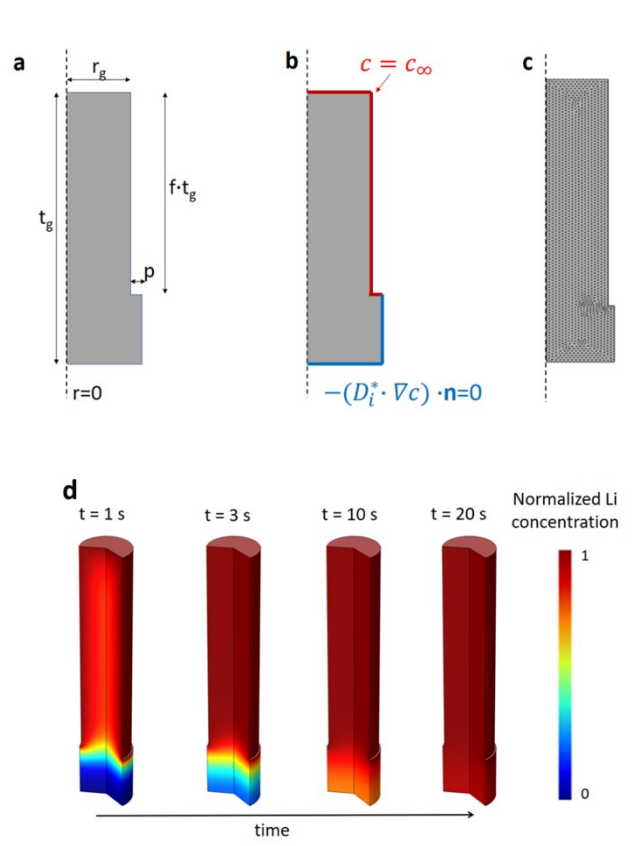 a
r_g
t_g
f·t_g
p
r=0
b
c = c_∞
−(D_i^*· ∇c) ·n=0
c
d
t = 1 s
t = 3 s
t = 10 s
t = 20 s
Normalized Li
concentration
1
0
time